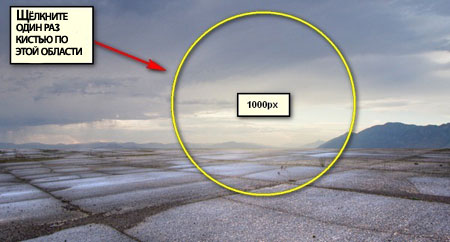 Щёлкните
один раз
кистью по
этой области
1000px